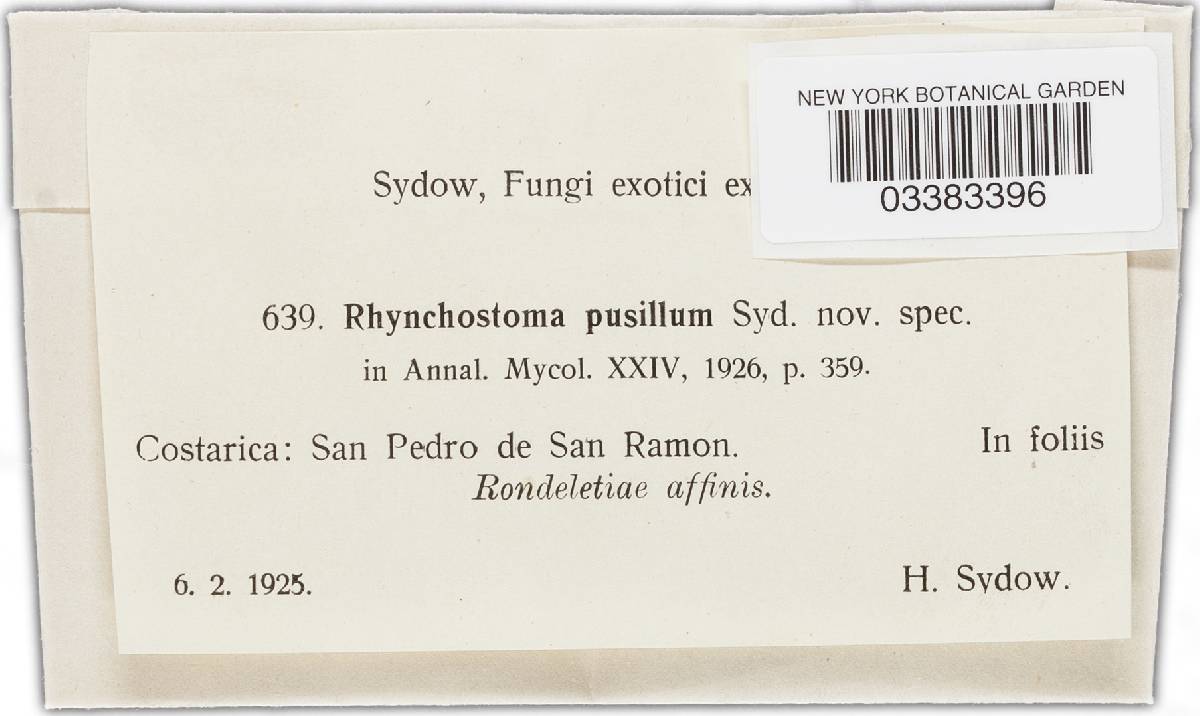 NEW YORK BOTANICAL GARDEN
03383396
Sydow, Fungi exotici ex
639. Rhynchostoma pusillum Syd. nov. spec.
in Annal. Mycol. XXIV, 1926, p. 359.
Costarica: San Pedro de San Ramon. In foliis
Rondeletiae affinis.
6. 2. 1925. H. Sydow.